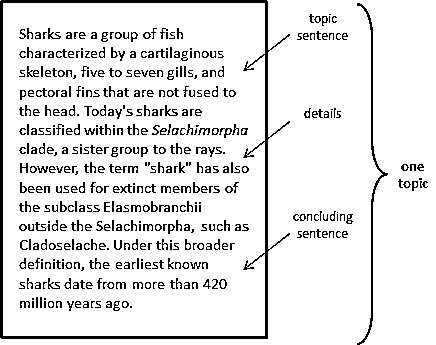 Sharks are a group of fish
characterized by a cartilaginous
skeleton, five to seven gills, and
pectoral fins that are not fused to
the head. Today's sharks are
classified within the Selachimorpha
clade, a sister group to the rays.
However, the term "shark" has also
been used for extinct members of
the subclass Elasmobranchii
outside the Selachimorpha, such as
Cladoselache. Under this broader
definition, the earliest known
sharks date from more than 420
million years ago.
topic
sentence
details
concluding
sentence
one
topic